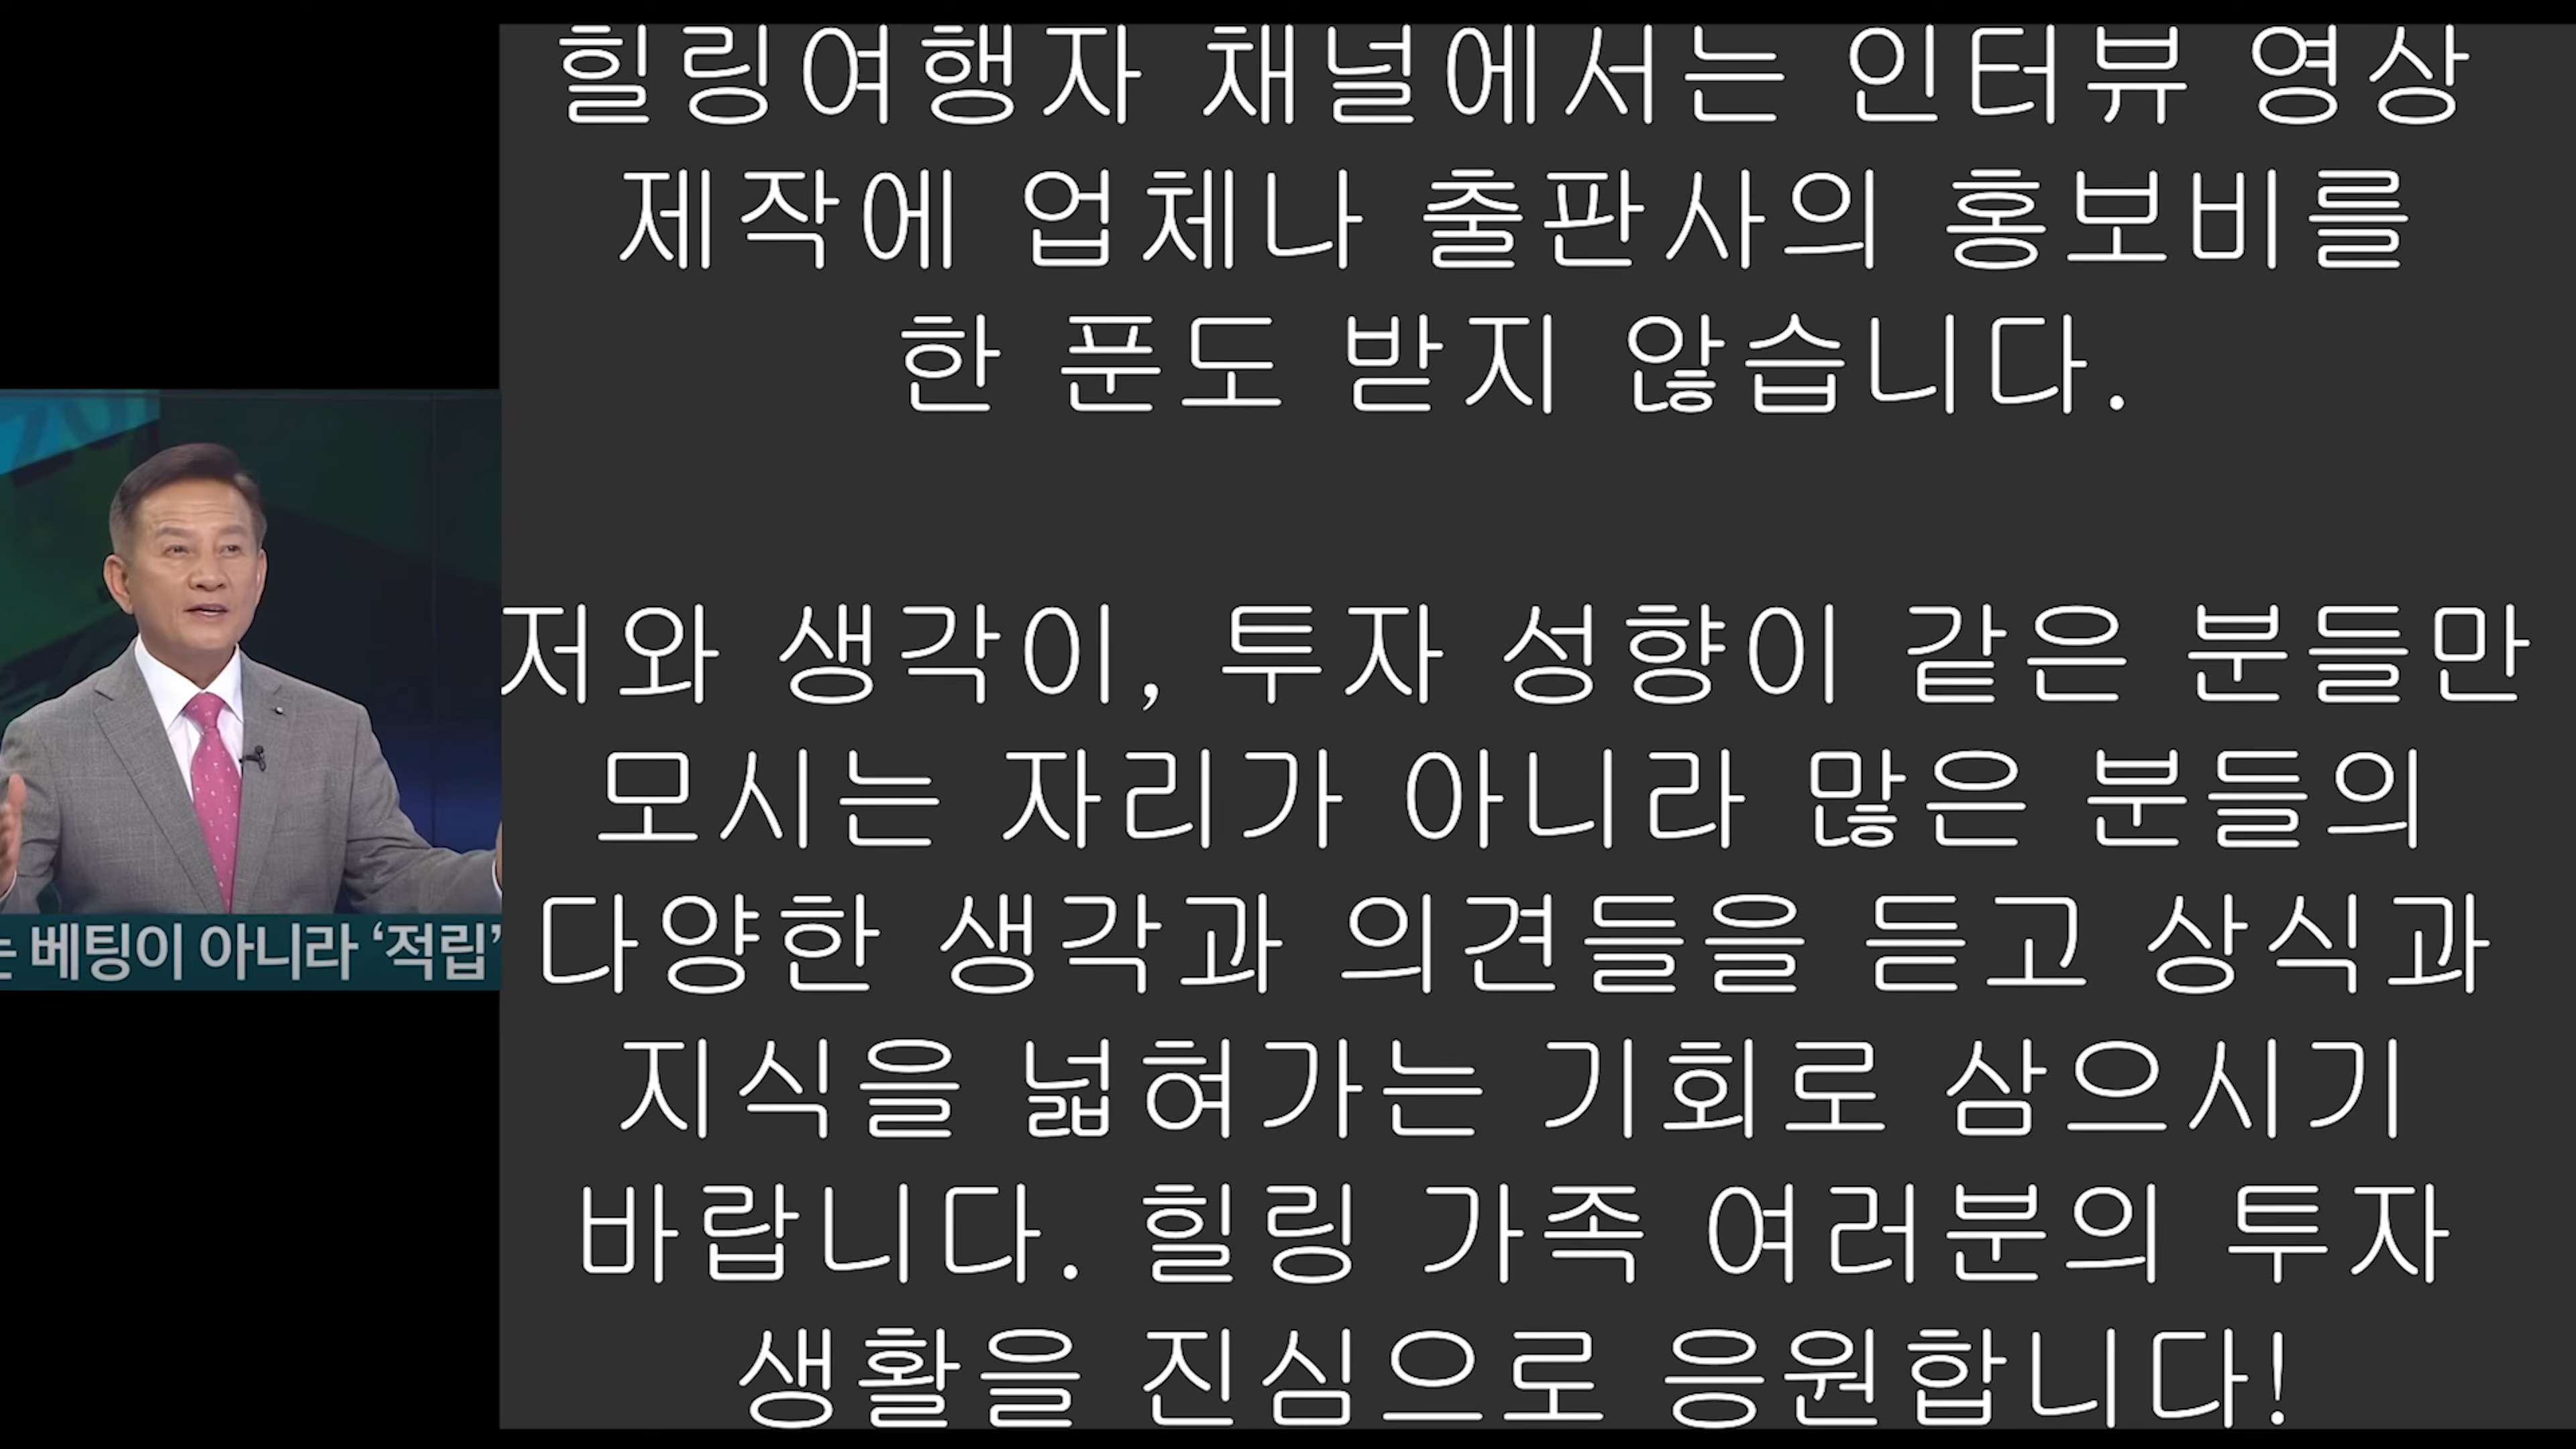 힐링여행자 채널에서는 인터뷰 영상
제작에 업체나 출판사의 홍보비를
한 푼도 받지 않습니다.
저와 생각이, 투자 성향이 같은 분들만
모시는 자리가 아니라 많은 분들의
다양한 생각과 의견들을 듣고 상식과
지식을 넓혀가는 기회로 삼으시기
바랍니다. 힐링 가족 여러분의 투자
생활을 진심으로 응원합니다!
는 베팅이 아니라 ‘적립’